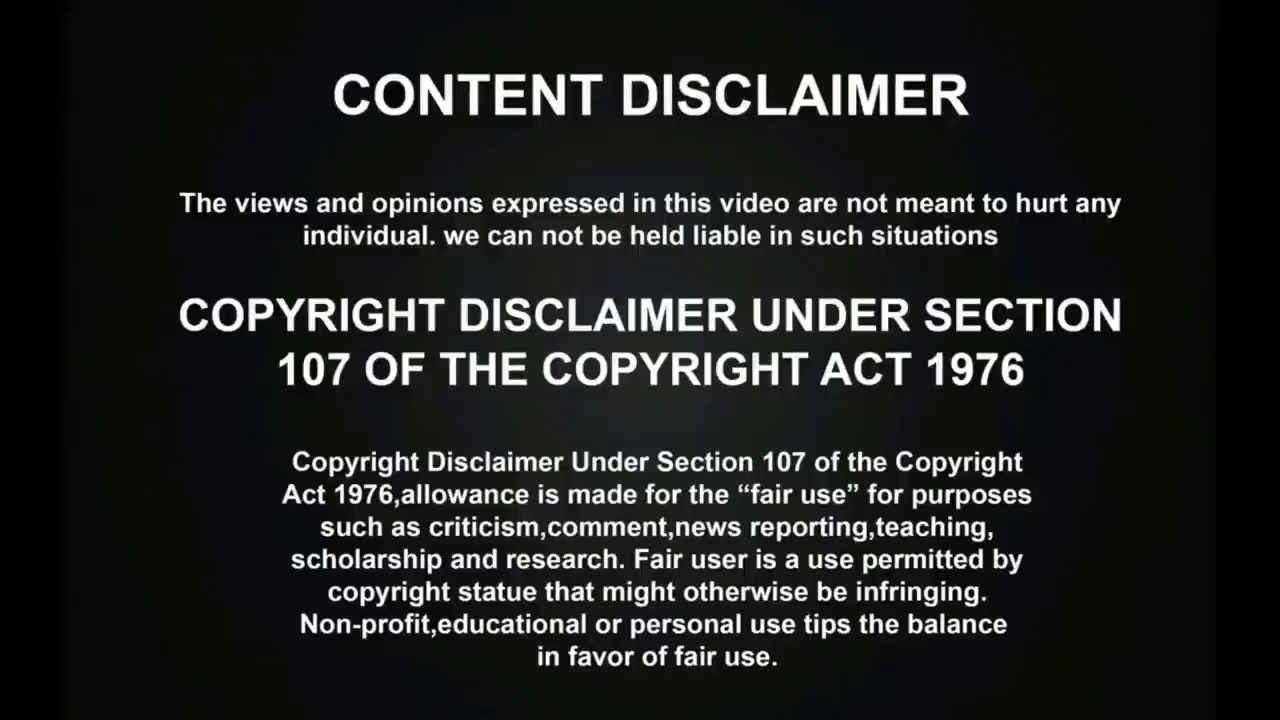 CONTENT DISCLAIMER
The views and opinions expressed in this video are not meant to hurt any
individual. we can not be held liable in such situations
COPYRIGHT DISCLAIMER UNDER SECTION
107 OF THE COPYRIGHT ACT 1976
Copyright Disclaimer Under Section 107 of the Copyright
Act 1976,allowance is made for the “fair use” for purposes
such as criticism,comment,news reporting,teaching,
scholarship and research. Fair user is a use permitted by
copyright statue that might otherwise be infringing.
Non-profit,educational or personal use tips the balance
in favor of fair use.